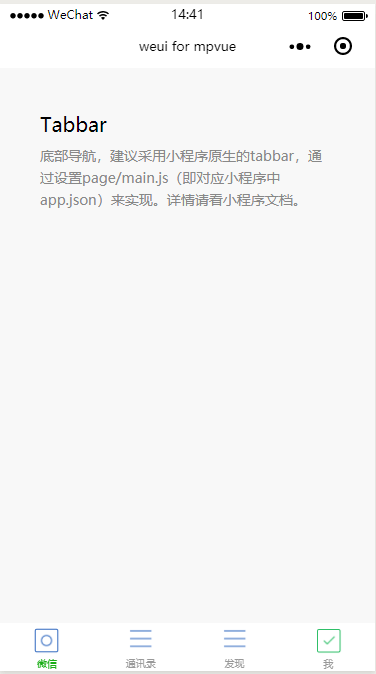 WeChat 14:41 100%
weui for mpvue
Tabbar
底部导航，建议采用小程序原生的tabbar，通
过设置page/main.js（即对应小程序中
app.json）来实现。详情请看小程序文档。
微信 通讯录 发现 我